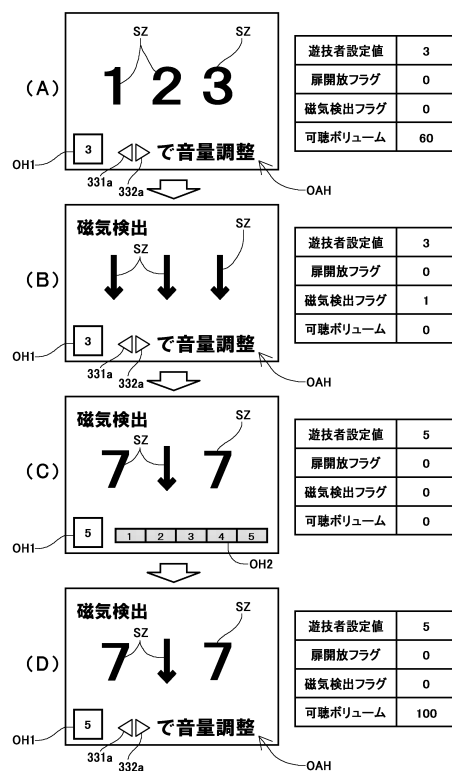 SZ
SZ
(A)
1 2 3
OH1
3
で音量調整
331a
332a
OAH
遊技者設定値 3
扉開放フラグ 0
磁気検出フラグ 0
可聴ボリューム 60
磁気検出
SZ
SZ
(B)
↓ ↓ ↓
OH1
3
で音量調整
331a
332a
OAH
遊技者設定値 3
扉開放フラグ 0
磁気検出フラグ 1
可聴ボリューム 0
磁気検出
SZ
SZ
(C)
7 ↓ 7
OH1
5
1 2 3 4 5
OH2
遊技者設定値 5
扉開放フラグ 0
磁気検出フラグ 0
可聴ボリューム 0
磁気検出
SZ
SZ
(D)
7 ↓ 7
OH1
5
で音量調整
331a
332a
OAH
遊技者設定値 5
扉開放フラグ 0
磁気検出フラグ 0
可聴ボリューム 100